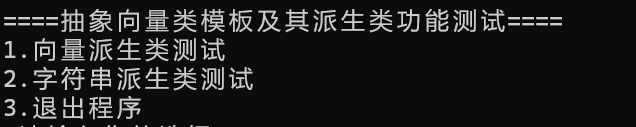 ====抽象向量类模板及其派生类功能测试====
1.向量派生类测试
2.字符串派生类测试
3.退出程序